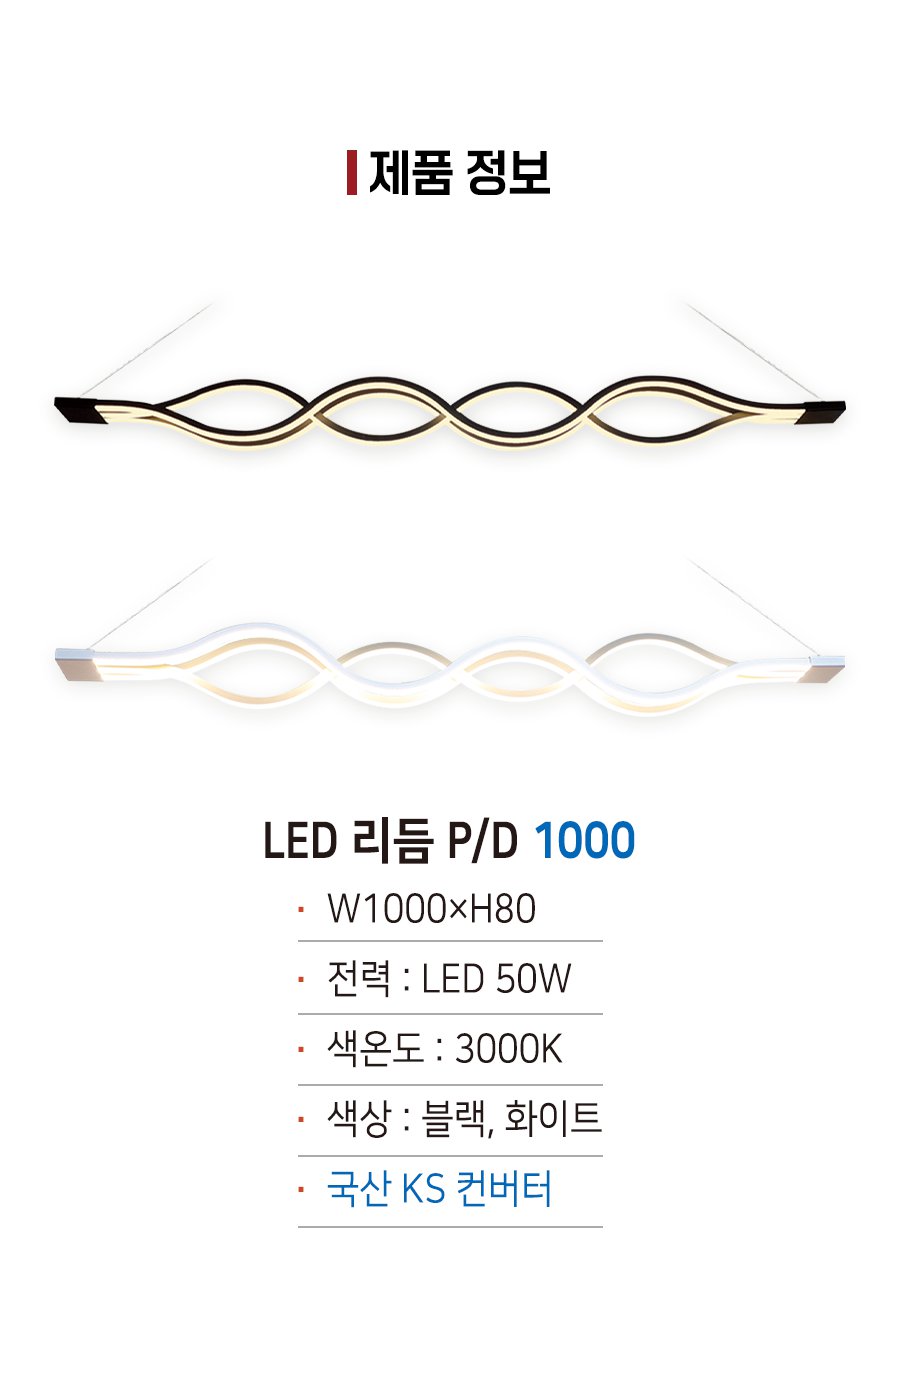 제품 정보
LED 리듬 P/D 1000
· W1000×H80
· 전력 : LED 50W
· 색온도 : 3000K
· 색상 : 블랙, 화이트
· 국산 KS 컨버터